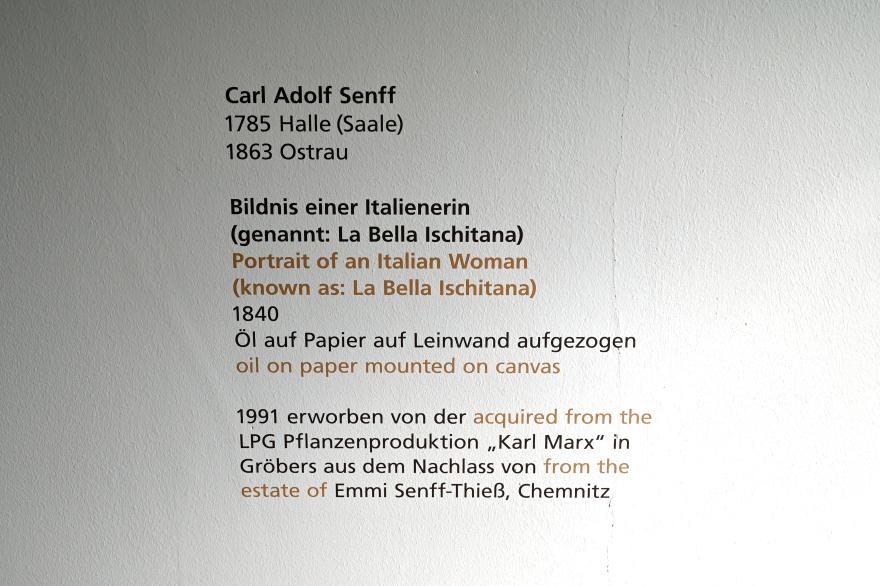 Carl Adolf Senff
1785 Halle (Saale)
1863 Ostrau
Bildnis einer Italienerin
(genannt: La Bella Ischitana)
Portrait of an Italian Woman
(known as: La Bella Ischitana)
1840
Öl auf Papier auf Leinwand aufgezogen
oil on paper mounted on canvas
1991 erworben von der acquired from the
LPG Pflanzenproduktion „Karl Marx“ in
Gröbers aus dem Nachlass von from the
estate of Emmi Senff-Thieß, Chemnitz